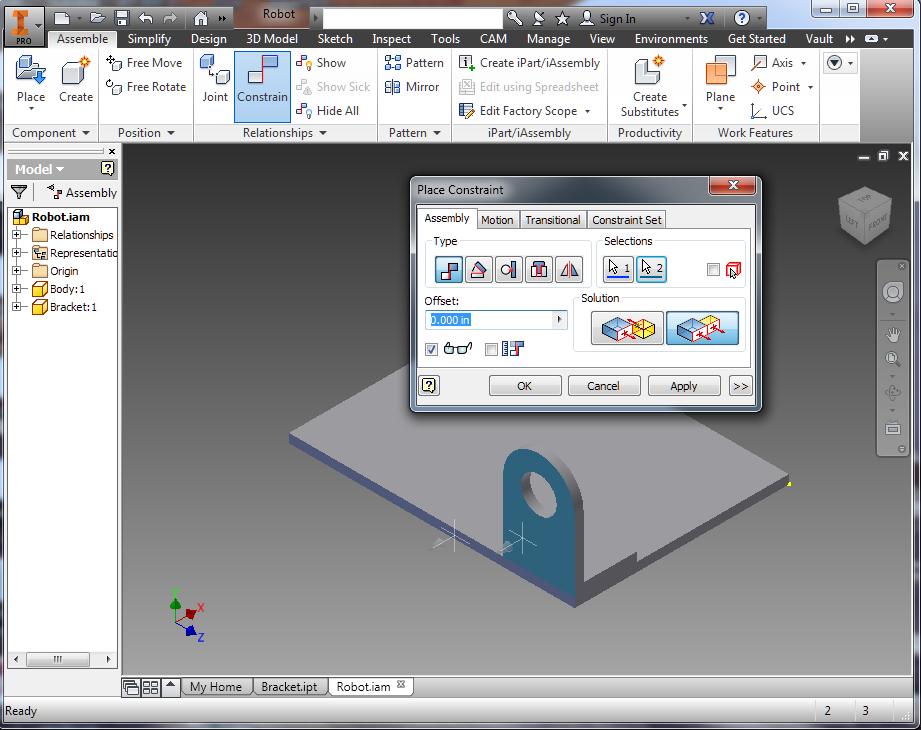 Robot
Sign In
PRO
Assemble Simplify Design 3D Model Sketch Inspect Tools CAM Manage View Environments Get Started Vault
Place Create
Free Move
Free Rotate
Joint Constrain
Show
Show Sick
Hide All
Pattern
Mirror
Create iPart/iAssembly
Edit using Spreadsheet
Edit Factory Scope
Create
Substitutes
Plane
Axis
Point
UCS
Component Position Relationships Pattern iPart/iAssembly Productivity Work Features
Model
Assembly
Robot.iam
Relationships
Representatio
Origin
Body:1
Bracket:1
Place Constraint
Assembly Motion Transitional Constraint Set
Type
Selections
1 2
Offset:
0.000 in
Solution
OK Cancel Apply >>
TOP
LEFT FRONT
X
Z
My Home Bracket.ipt Robot.iam
Ready 2 3